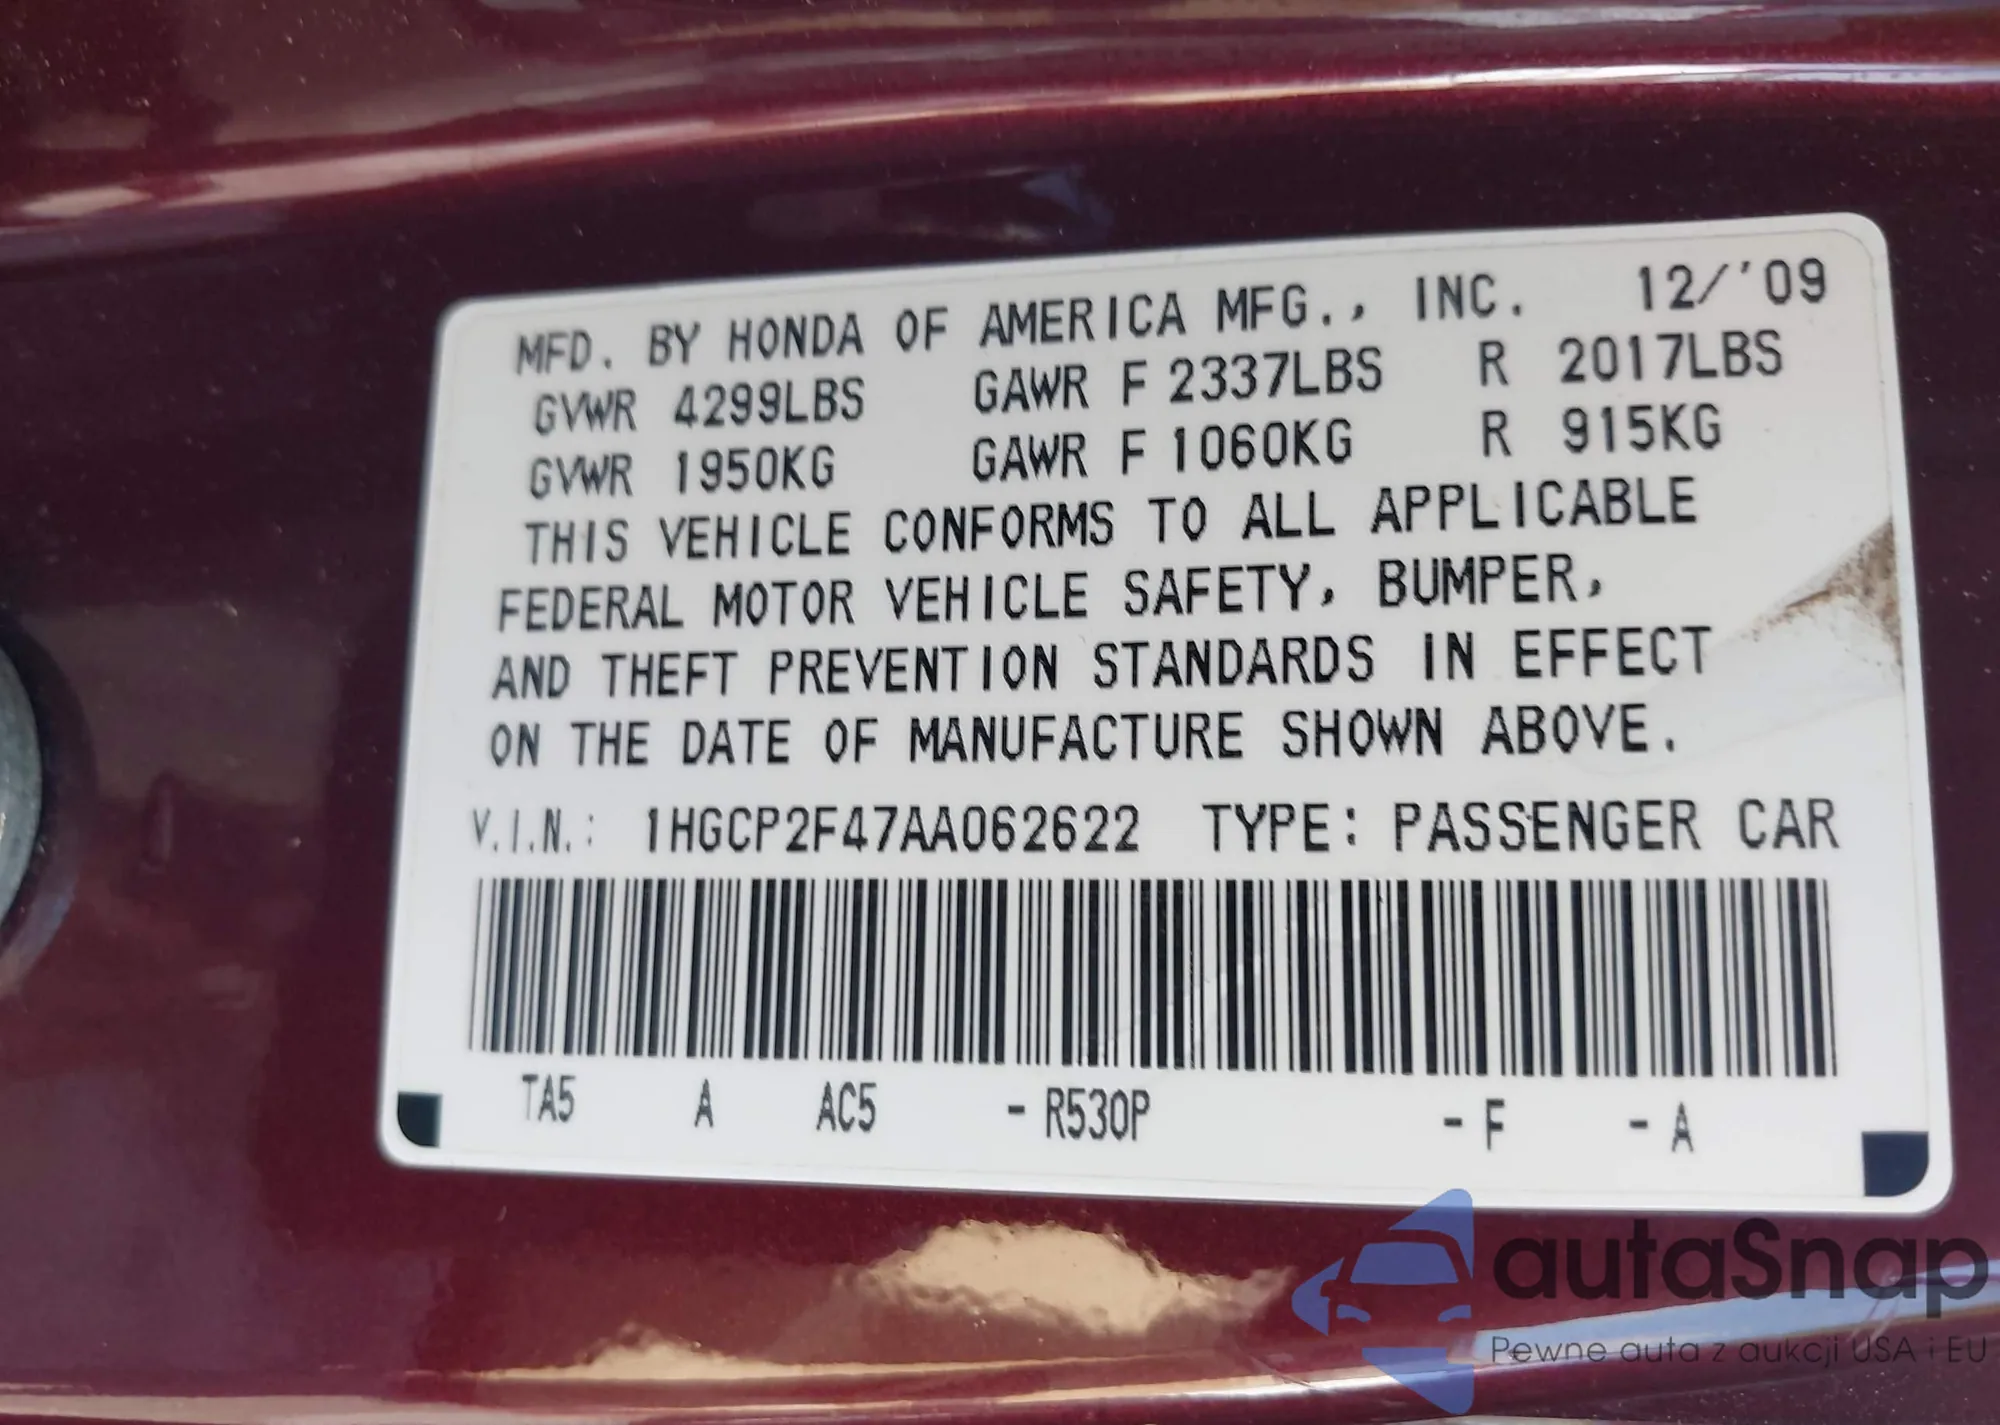 MFD. BY HONDA OF AMERICA MFG., INC. 12/'09
GVWR 4299LBS GAWR F 2337LBS R 2017LBS
GVWR 1950KG GAWR F 1060KG R 915KG
THIS VEHICLE CONFORMS TO ALL APPLICABLE
FEDERAL MOTOR VEHICLE SAFETY, BUMPER,
AND THEFT PREVENTION STANDARDS IN EFFECT
ON THE DATE OF MANUFACTURE SHOWN ABOVE.
V.I.N.: 1HGCP2F47AA062622 TYPE: PASSENGER CAR
TA5 A AC5 - R530P - F - A
autaSnap
Pewne auta z aukcji USA i EU